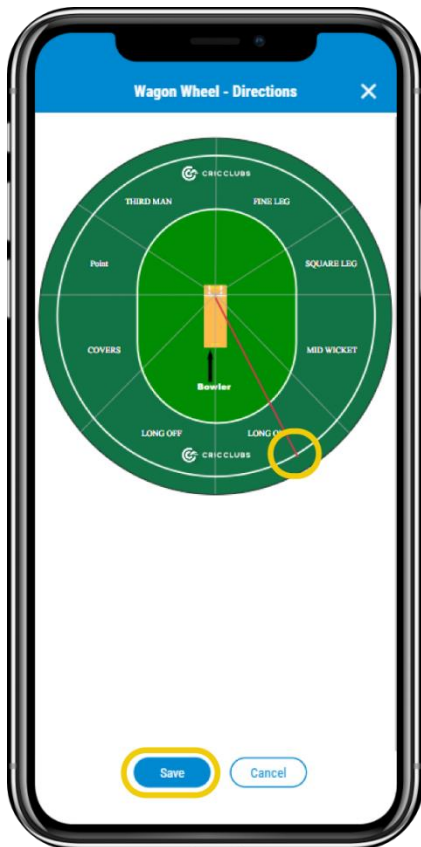 Wagon Wheel - Directions
CRICCLUBS
THIRD MAN
FINE LEG
Point
SQUARE LEG
COVERS
MID WICKET
Bowler
LONG OFF
LONG O
CRICCLUBS
Save
Cancel